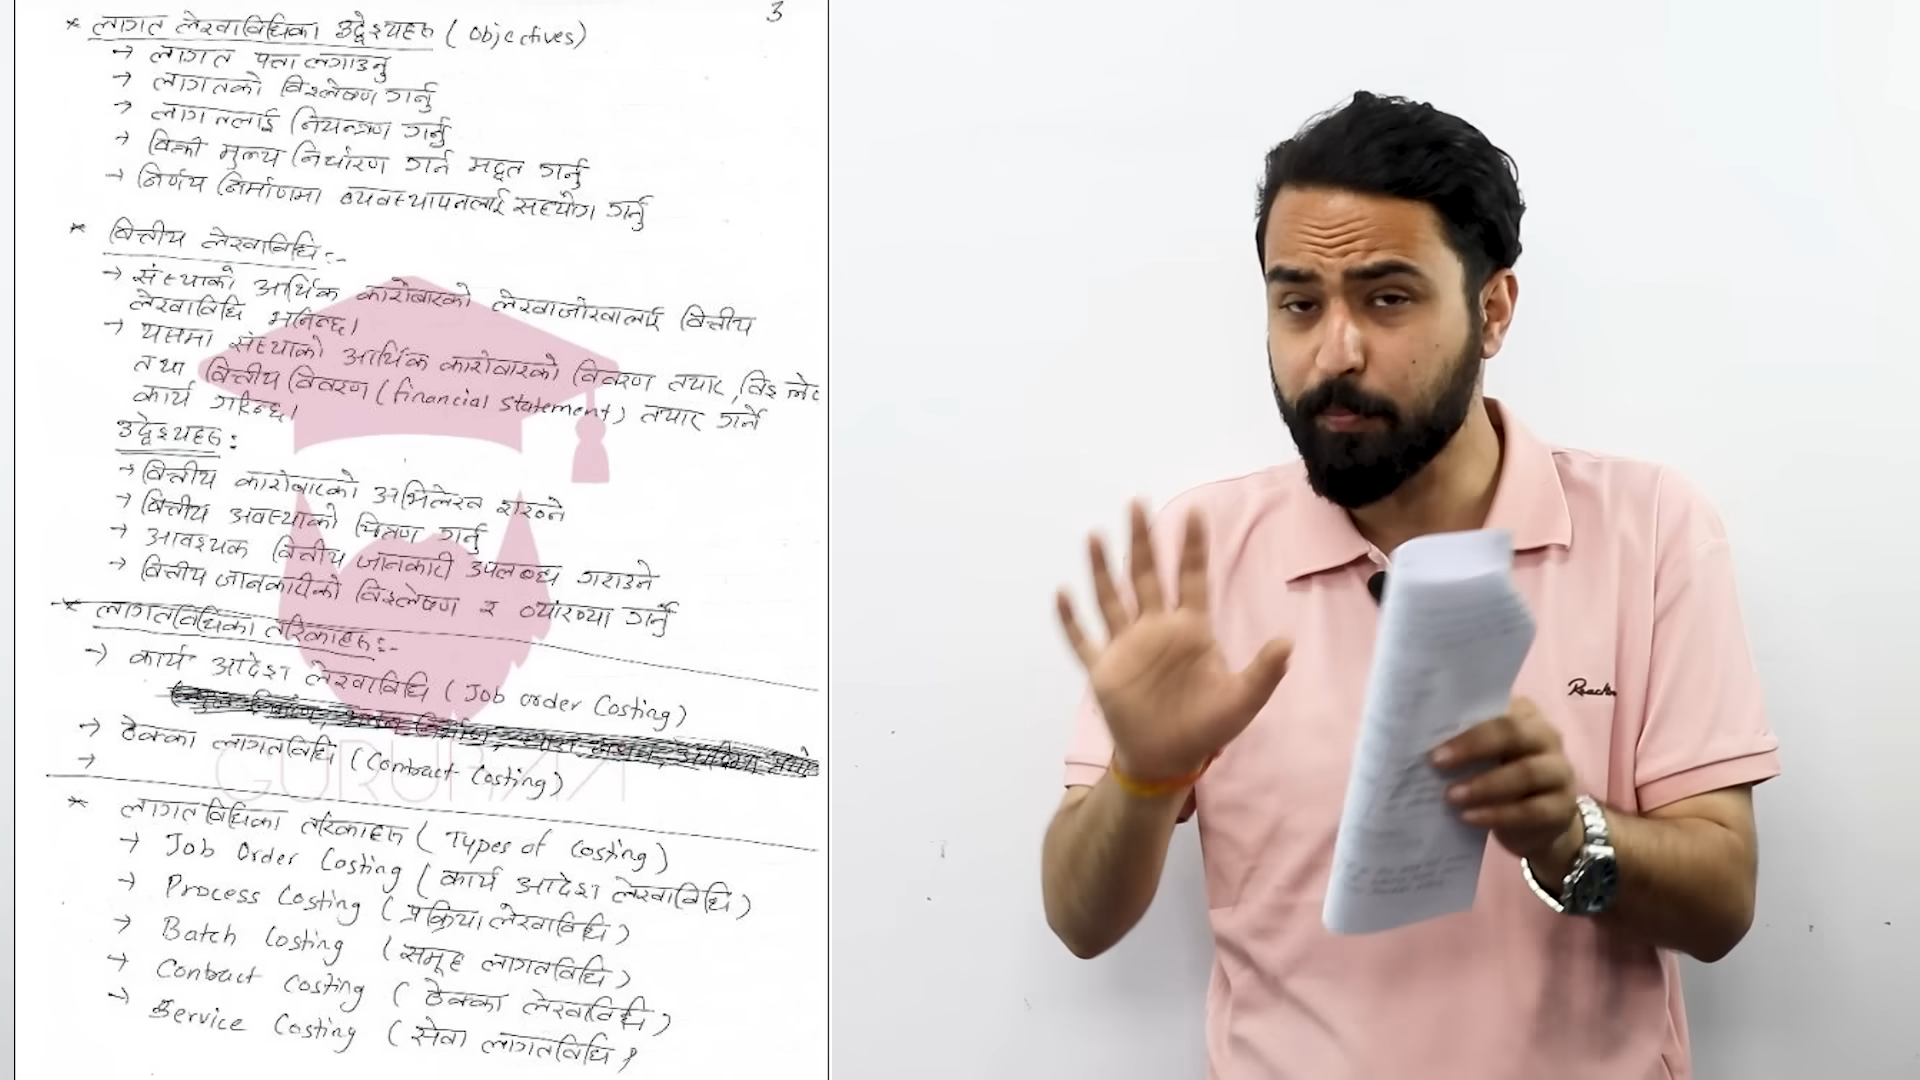 3
* लागत लेखाविधिका उद्देश्यहरु ( Objectives)
→ लागत पत्ता लगाउनु
→ लागतको विश्लेषण गर्नु
→ लागतलाई नियन्त्रण गर्नु
→ बिक्री मुल्य निर्धारण गर्न मद्दत गर्नु
→ निर्णय निर्माणमा व्यवस्थापनलाई सहयोग गर्नु
* वित्तीय लेखाविधि :-
→ संस्थाको आर्थिक कारोबारको लेखाजोखालाई वित्तीय
लेखाविधि भनिन्छ।
→ यसमा संस्थाको आर्थिक कारोबारको विवरण तयार,
तथा वित्तीय विवरण (financial statement) तयार गर्ने
कार्य गरिन्छ।
उद्देश्यहरु :
→ वित्तीय कारोबारको अभिलेख राख्ने
→ वित्तीय अवस्थाको चित्रण गर्नु
→ आवश्यक वित्तीय जानकारी उपलब्ध गराउने
→ वित्तीय जानकारीको विश्लेषण र व्याख्या गर्नु
* लागतविधिका तरिकाहरु :-
→ कार्य आदेश लेखाविधि ( Job order Costing)
→ ठेक्का लागतविधि (Contract Costing)
→
* लागतविधिका तरिकाहरु ( Types of Costing)
→ Job Order Costing ( कार्य आदेश लेखाविधि )
→ Process Costing ( प्रक्रिया लेखाविधि )
→ Batch Costing ( समूह लागतविधि )
→ Contract Costing ( ठेक्का लेखाविधि )
→ Service Costing ( सेवा लागतविधि )